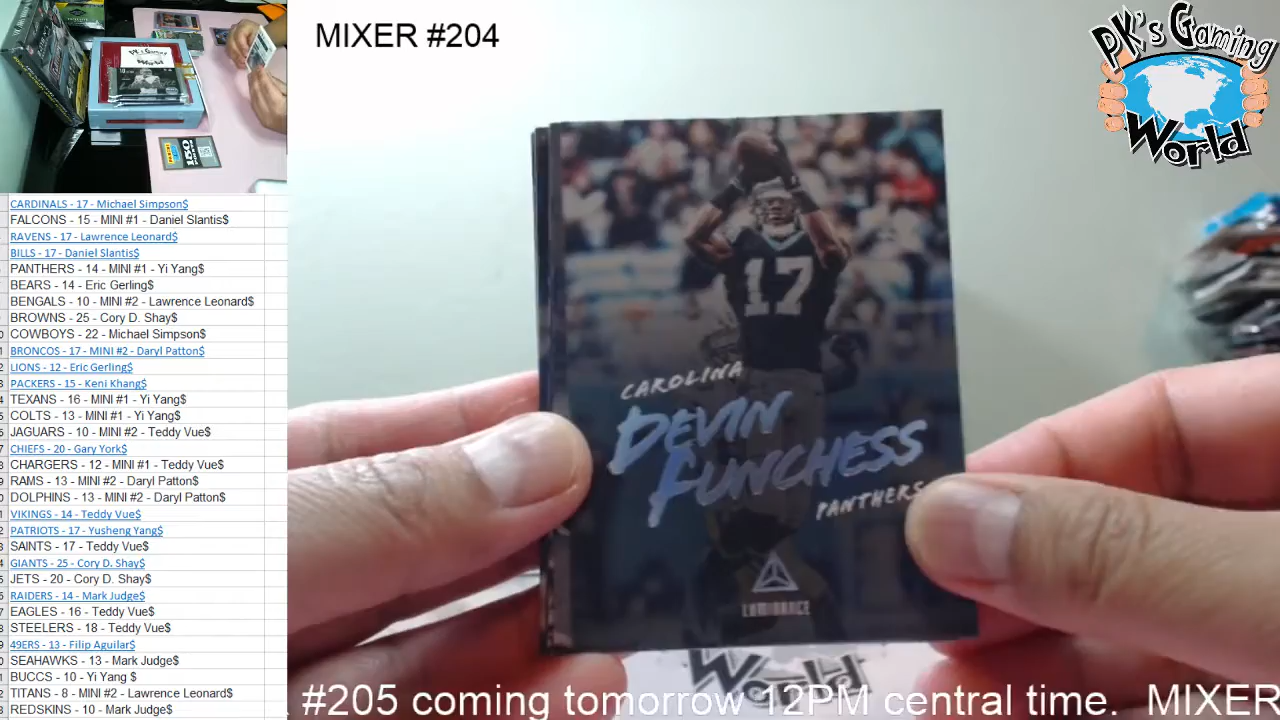 MIXER #204
PK's Gaming
World
CARDINALS - 17 - Michael Simpson$
FALCONS - 15 - MINI #1 - Daniel Slantis$
RAVENS - 17 - Lawrence Leonard$
BILLS - 17 - Daniel Slantis$
PANTHERS - 14 - MINI #1 - Yi Yang$
BEARS - 14 - Eric Gerling$
BENGALS - 10 - MINI #2 - Lawrence Leonard$
BROWNS - 25 - Cory D. Shay$
COWBOYS - 22 - Michael Simpson$
BRONCOS - 17 - MINI #2 - Daryl Patton$
LIONS - 12 - Eric Gerling$
PACKERS - 15 - Keni Khang$
TEXANS - 16 - MINI #1 - Yi Yang$
COLTS - 13 - MINI #1 - Yi Yang$
JAGUARS - 10 - MINI #2 - Teddy Vue$
CHIEFS - 20 - Gary York$
CHARGERS - 12 - MINI #1 - Teddy Vue$
RAMS - 13 - MINI #2 - Daryl Patton$
DOLPHINS - 13 - MINI #2 - Daryl Patton$
VIKINGS - 14 - Teddy Vue$
PATRIOTS - 17 - Yusheng Yang$
SAINTS - 17 - Teddy Vue$
GIANTS - 25 - Cory D. Shay$
JETS - 20 - Cory D. Shay$
RAIDERS - 14 - Mark Judge$
EAGLES - 16 - Teddy Vue$
STEELERS - 18 - Teddy Vue$
49ERS - 13 - Filip Aguilar$
SEAHAWKS - 13 - Mark Judge$
BUCCS - 10 - Yi Yang $
TITANS - 8 - MINI #2 - Lawrence Leonard$
REDSKINS - 10 - Mark Judge$
17
CAROLINA
DEVIN
FUNCHESS
PANTHERS
LUMINANCE
World
#205 coming tomorrow 12PM central time. MIXER